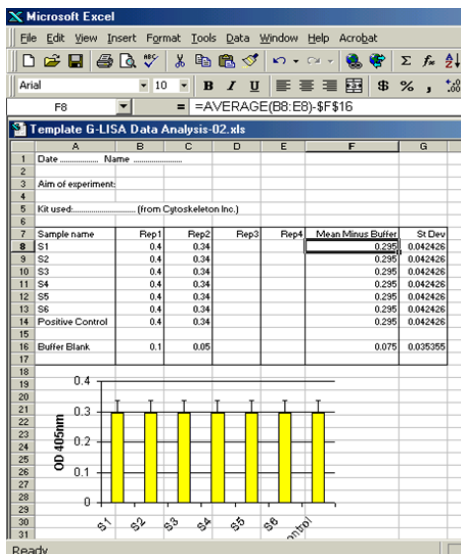 Microsoft Excel
File Edit View Insert Format Tools Data Window Help Acrobat
Arial 10 B I U $ % ,
F8 = =AVERAGE(B8:E8)-$F$16
Template G-LISA Data Analysis-02.xls
A B C D E F G
1 Date .................. Name .......................
2
3 Aim of experiment:
4
5 Kit used:............................. (from Cytoskeleton Inc.)
6
7 Sample name Rep1 Rep2 Rep3 Rep4 Mean Minus Buffer St Dev
8 S1 0.4 0.34 0.295 0.042426
9 S2 0.4 0.34 0.295 0.042426
10 S3 0.4 0.34 0.295 0.042426
11 S4 0.4 0.34 0.295 0.042426
12 S5 0.4 0.34 0.295 0.042426
13 S6 0.4 0.34 0.295 0.042426
14 Positive Control 0.4 0.34 0.295 0.042426
15
16 Buffer Blank 0.1 0.05 0.075 0.035355
17
18
19
20
21
22
23
24
25
26
27
28
29
30
31
0.4
0.3
0.2
0.1
0
OD 405nm
S1 S2 S3 S4 S5 S6 ontrol
Ready